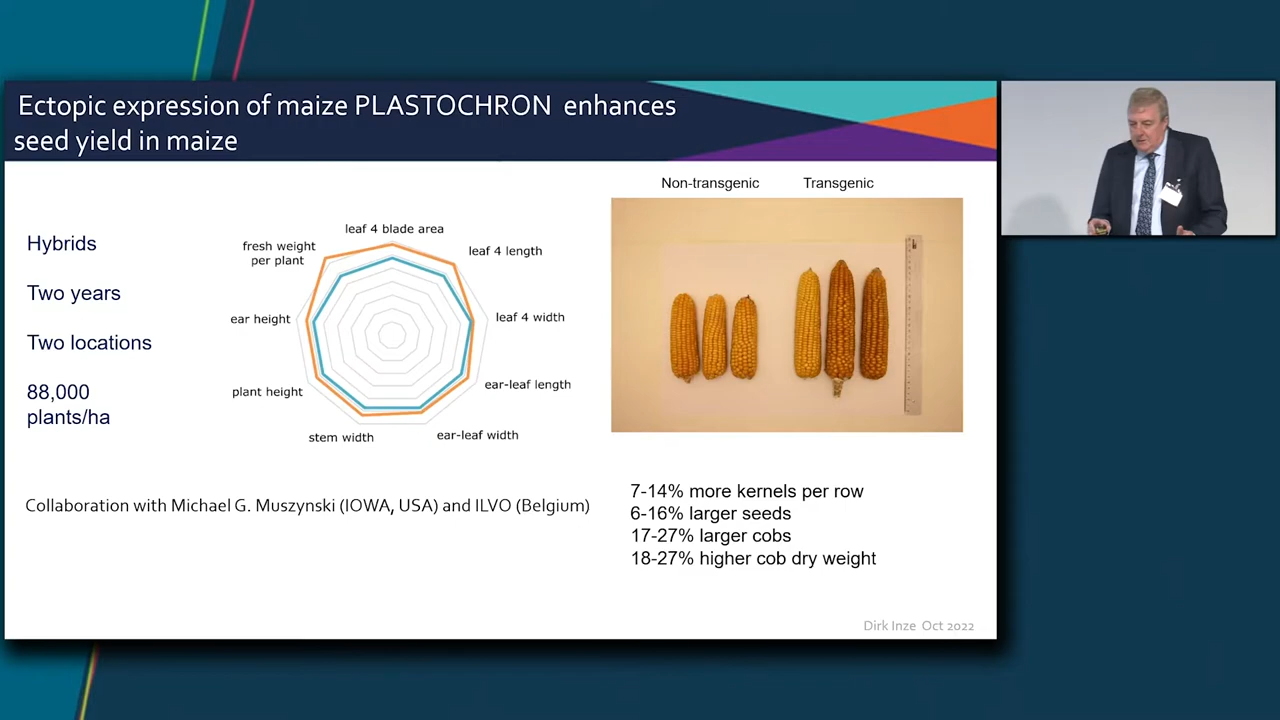 Ectopic expression of maize PLASTOCHRON enhances
seed yield in maize
Hybrids
Two years
Two locations
88,000
plants/ha
leaf 4 blade area
leaf 4 length
leaf 4 width
ear-leaf length
ear-leaf width
stem width
plant height
ear height
fresh weight
per plant
Non-transgenic Transgenic
Collaboration with Michael G. Muszynski (IOWA, USA) and ILVO (Belgium)
7-14% more kernels per row
6-16% larger seeds
17-27% larger cobs
18-27% higher cob dry weight
Dirk Inze Oct 2022